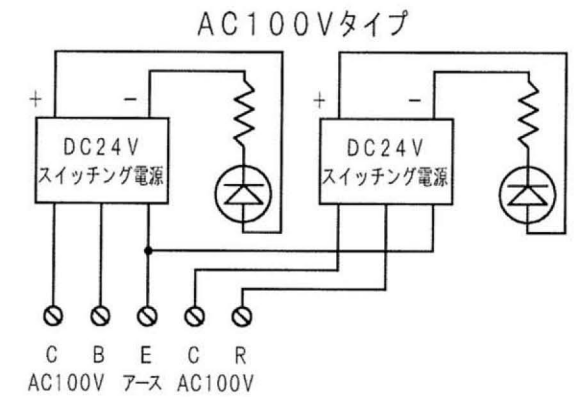 AC100Vタイプ
+ − + −
DC24V DC24V
スイッチング電源 スイッチング電源
C B E C R
AC100V アース AC100V